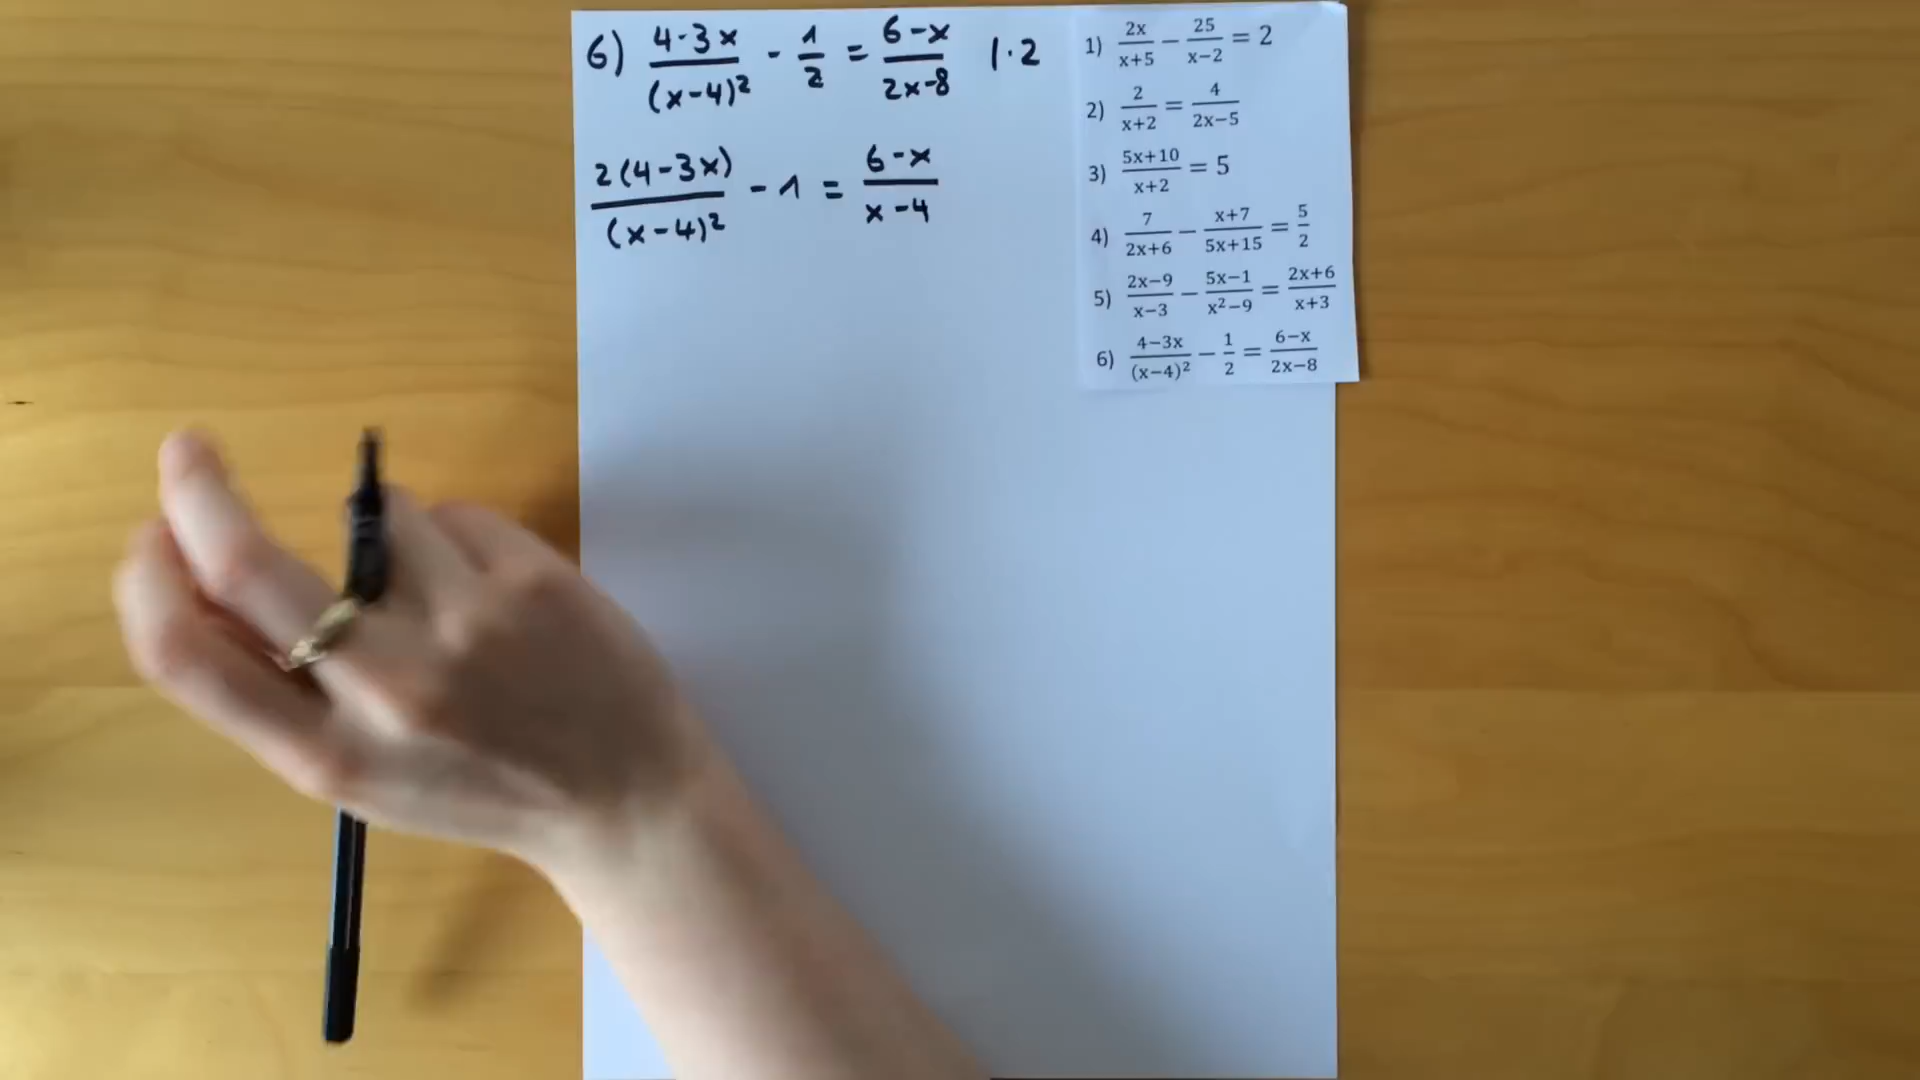 6) (4-3x)/(x-4)² - 1/2 = (6-x)/(2x-8) |·2
2(4-3x)/(x-4)² - 1 = (6-x)/(x-4)
1) 2x/(x+5) − 25/(x−2) = 2
2) 2/(x+2) = 4/(2x−5)
3) (5x+10)/(x+2) = 5
4) 7/(2x+6) − (x+7)/(5x+15) = 5/2
5) (2x−9)/(x−3) − (5x−1)/(x²−9) = (2x+6)/(x+3)
6) (4−3x)/(x−4)² − 1/2 = (6−x)/(2x−8)